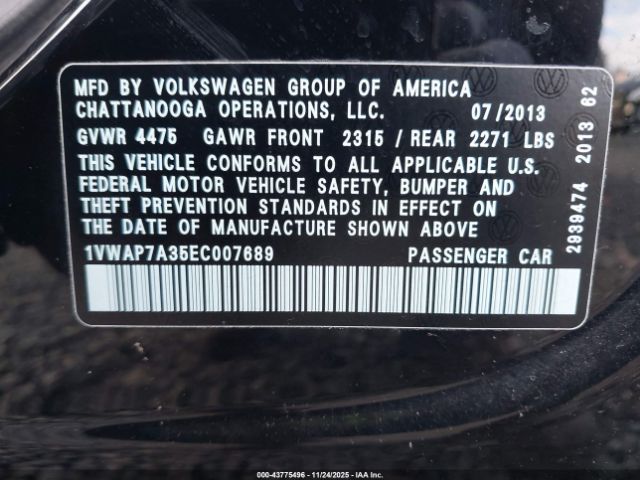 MFD BY VOLKSWAGEN GROUP OF AMERICA
CHATTANOOGA OPERATIONS, LLC. 07/2013
GVWR 4475 GAWR FRONT 2315 / REAR 2271 LBS
THIS VEHICLE CONFORMS TO ALL APPLICABLE U.S.
FEDERAL MOTOR VEHICLE SAFETY, BUMPER AND
THEFT PREVENTION STANDARDS IN EFFECT ON
THE DATE OF MANUFACTURE SHOWN ABOVE
1VWAP7A35EC007689 PASSENGER CAR
2939474 2013 62
000-43775496 - 11/24/2025 - IAA Inc.